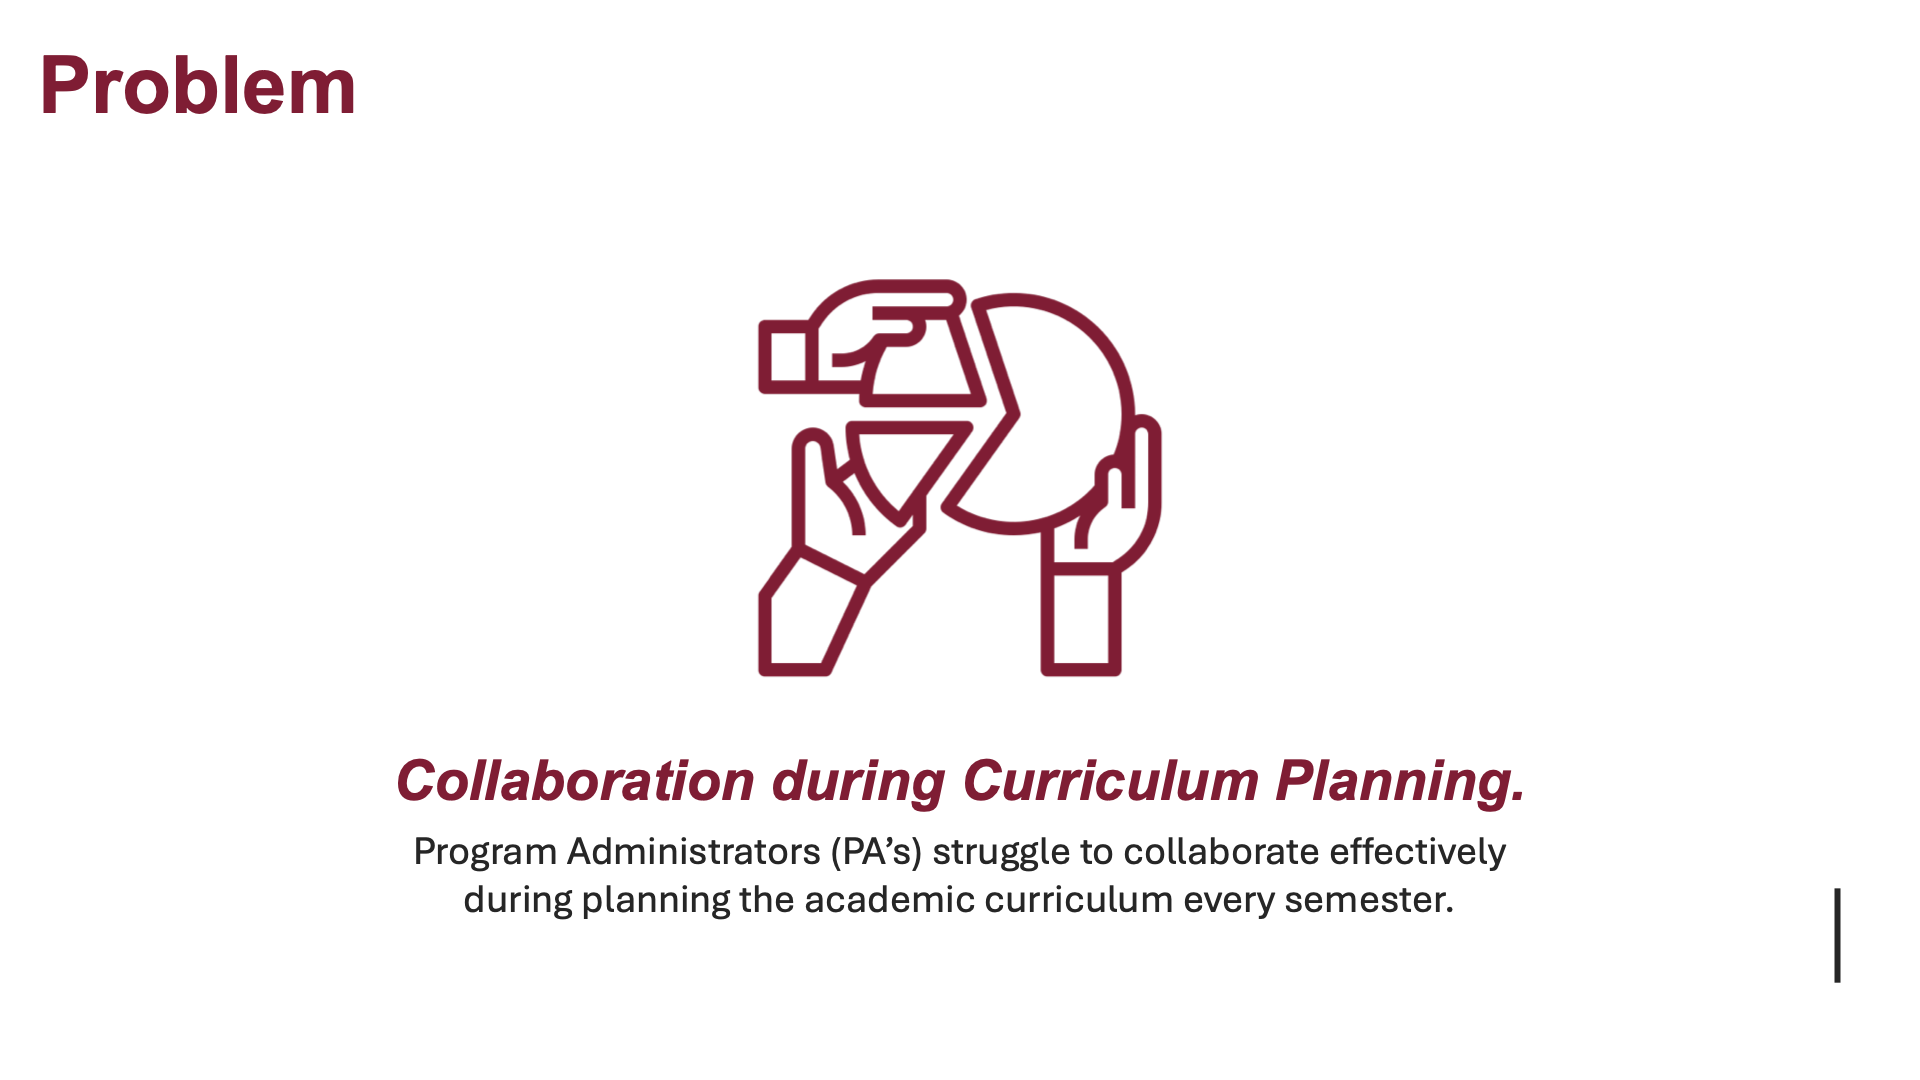 Problem
Collaboration during Curriculum Planning.
Program Administrators (PA’s) struggle to collaborate effectively
during planning the academic curriculum every semester.